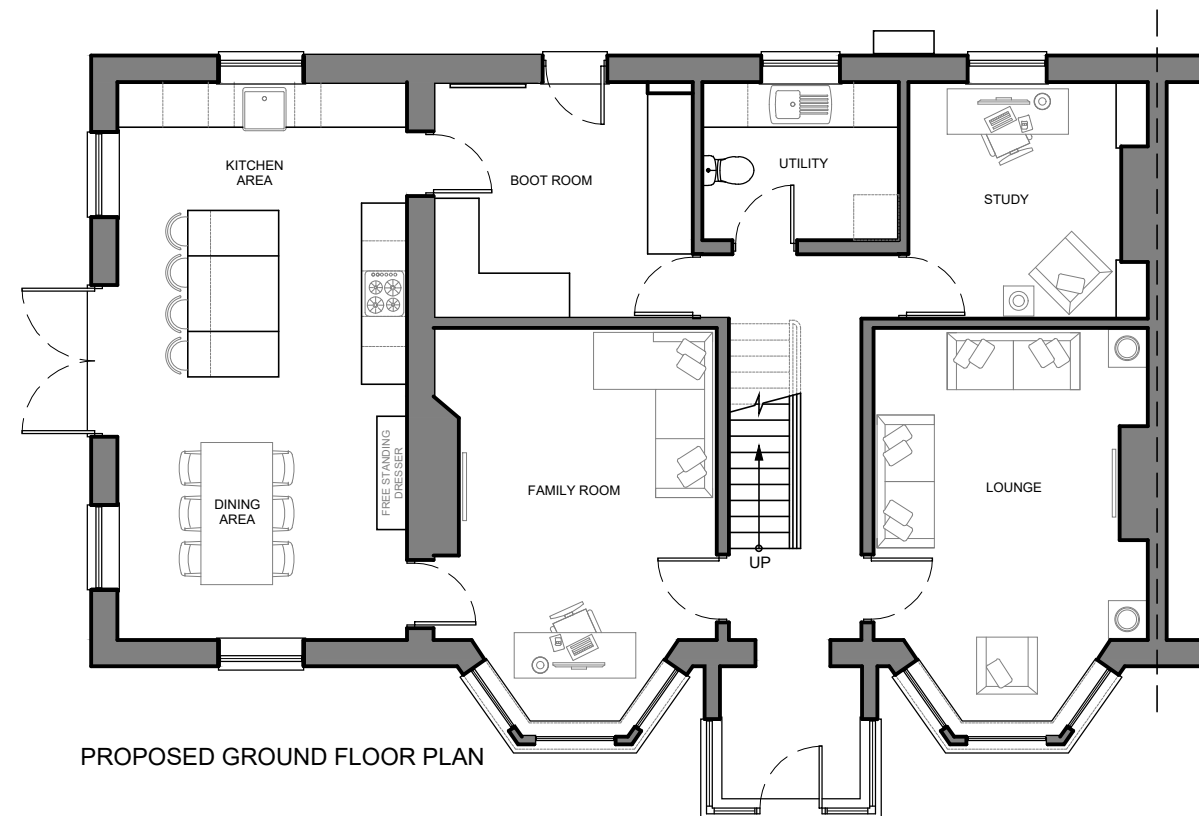 KITCHEN
AREA
BOOT ROOM
UTILITY
STUDY
FREE STANDING
DRESSER
DINING
AREA
FAMILY ROOM
LOUNGE
UP
PROPOSED GROUND FLOOR PLAN